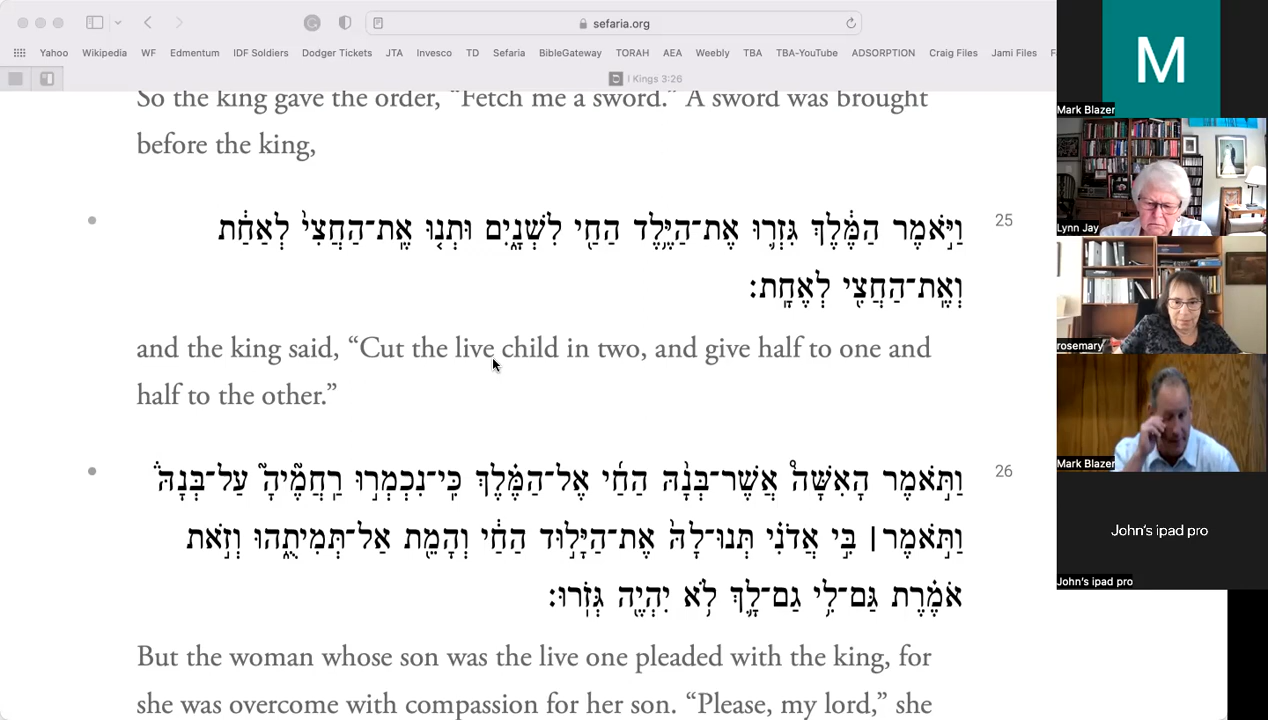 sefaria.org
Yahoo Wikipedia WF Edmentum IDF Soldiers Dodger Tickets JTA Invesco TD Sefaria BibleGateway TORAH AEA Weebly TBA TBA-YouTube ADSORPTION Craig Files Jami Files F
I Kings 3:26
So the king gave the order, “Fetch me a sword.” A sword was brought
before the king,
25
וַיֹּ֣אמֶר הַמֶּ֔לֶךְ גִּזְר֛וּ אֶת־הַיֶּ֥לֶד הַחַ֖י לִשְׁנָ֑יִם וּתְנ֤וּ אֶֽת־הַחֲצִי֙ לְאַחַ֔ת
וְאֶֽת־הַחֲצִ֖י לְאֶחָֽת׃
and the king said, “Cut the live child in two, and give half to one and
half to the other.”
26
וַתֹּ֣אמֶר הָאִשָּׁה֩ אֲשֶׁר־בְּנָ֨הּ הַחַ֜י אֶל־הַמֶּ֗לֶךְ כִּֽי־נִכְמְר֣וּ רַחֲמֶ֘יהָ֮ עַל־בְּנָהּ֒
וַתֹּ֣אמֶר ׀ בִּ֣י אֲדֹנִ֗י תְּנוּ־לָהּ֙ אֶת־הַיָּל֣וּד הַחַ֔י וְהָמֵ֖ת אַל־תְּמִיתֻ֑הוּ וְזֹ֣את
אֹמֶ֗רֶת גַּם־לִ֥י גַם־לָ֛ךְ לֹ֥א יִהְיֶ֖ה גְּזֹֽרוּ׃
But the woman whose son was the live one pleaded with the king, for
she was overcome with compassion for her son. “Please, my lord,” she
M
Mark Blazer
Lynn Jay
rosemary
Mark Blazer
John's ipad pro
John's ipad pro